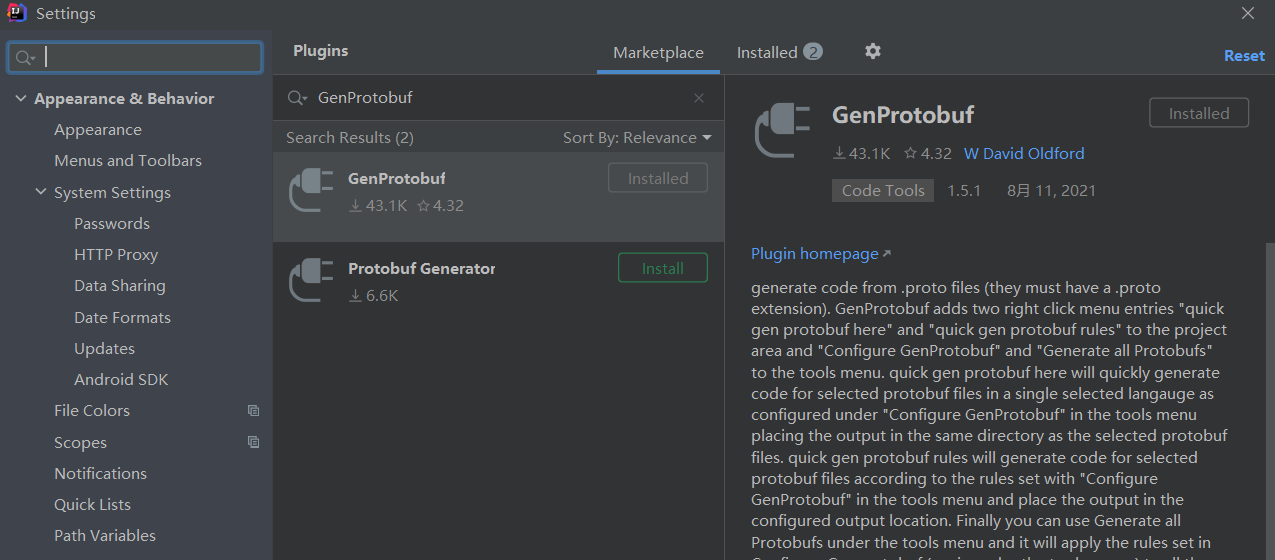 Settings
Appearance & Behavior
Appearance
Menus and Toolbars
System Settings
Passwords
HTTP Proxy
Data Sharing
Date Formats
Updates
Android SDK
File Colors
Scopes
Notifications
Quick Lists
Path Variables
Plugins
Marketplace
Installed 2
Reset
GenProtobuf
Search Results (2)
Sort By: Relevance
GenProtobuf
Installed
43.1K 4.32
Protobuf Generator
Install
6.6K
GenProtobuf
Installed
43.1K 4.32 W David Oldford
Code Tools 1.5.1 8月 11, 2021
Plugin homepage
generate code from .proto files (they must have a .proto
extension). GenProtobuf adds two right click menu entries "quick
gen protobuf here" and "quick gen protobuf rules" to the project
area and "Configure GenProtobuf" and "Generate all Protobufs"
to the tools menu. quick gen protobuf here will quickly generate
code for selected protobuf files in a single selected langauge as
configured under "Configure GenProtobuf" in the tools menu
placing the output in the same directory as the selected protobuf
files. quick gen protobuf rules will generate code for selected
protobuf files according to the rules set with "Configure
GenProtobuf" in the tools menu and place the output in the
configured output location. Finally you can use Generate all
Protobufs under the tools menu and it will apply the rules set in